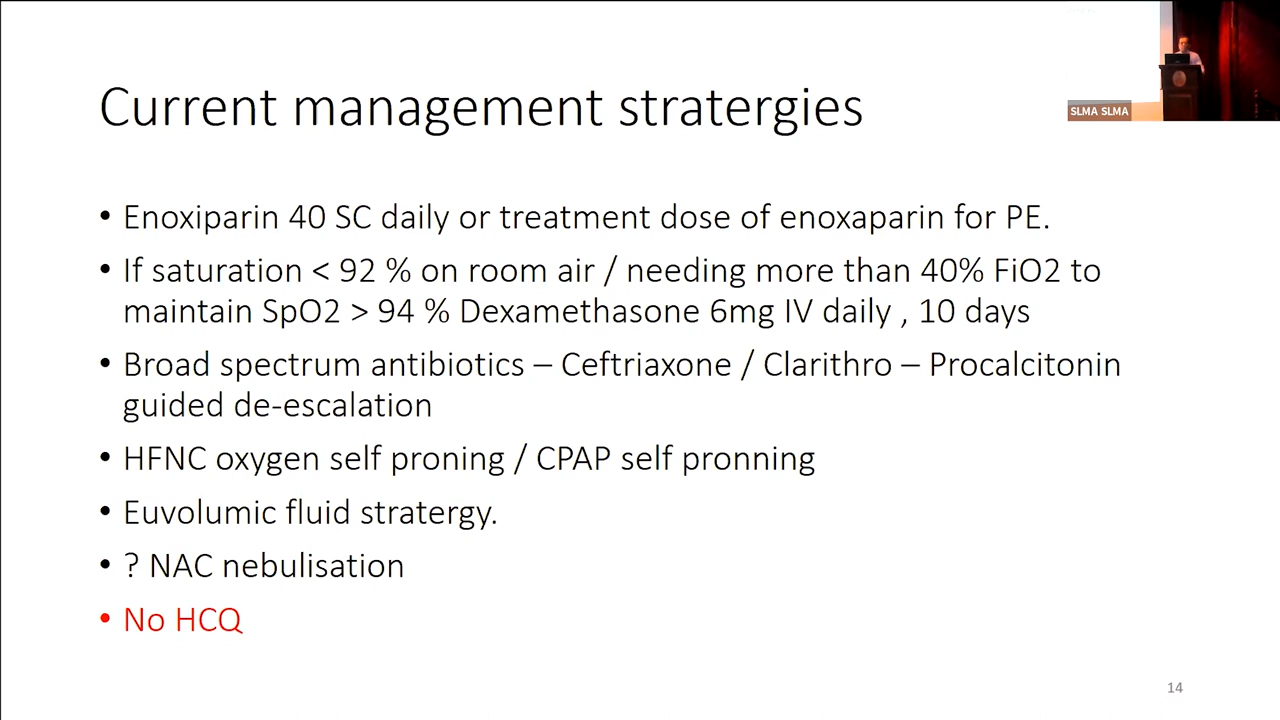 SLMA SLMA
Current management stratergies
• Enoxiparin 40 SC daily or treatment dose of enoxaparin for PE.
• If saturation < 92 % on room air / needing more than 40% FiO2 to
maintain SpO2 > 94 % Dexamethasone 6mg IV daily , 10 days
• Broad spectrum antibiotics – Ceftriaxone / Clarithro – Procalcitonin
guided de-escalation
• HFNC oxygen self proning / CPAP self pronning
• Euvolumic fluid stratergy.
• ? NAC nebulisation
• No HCQ
14